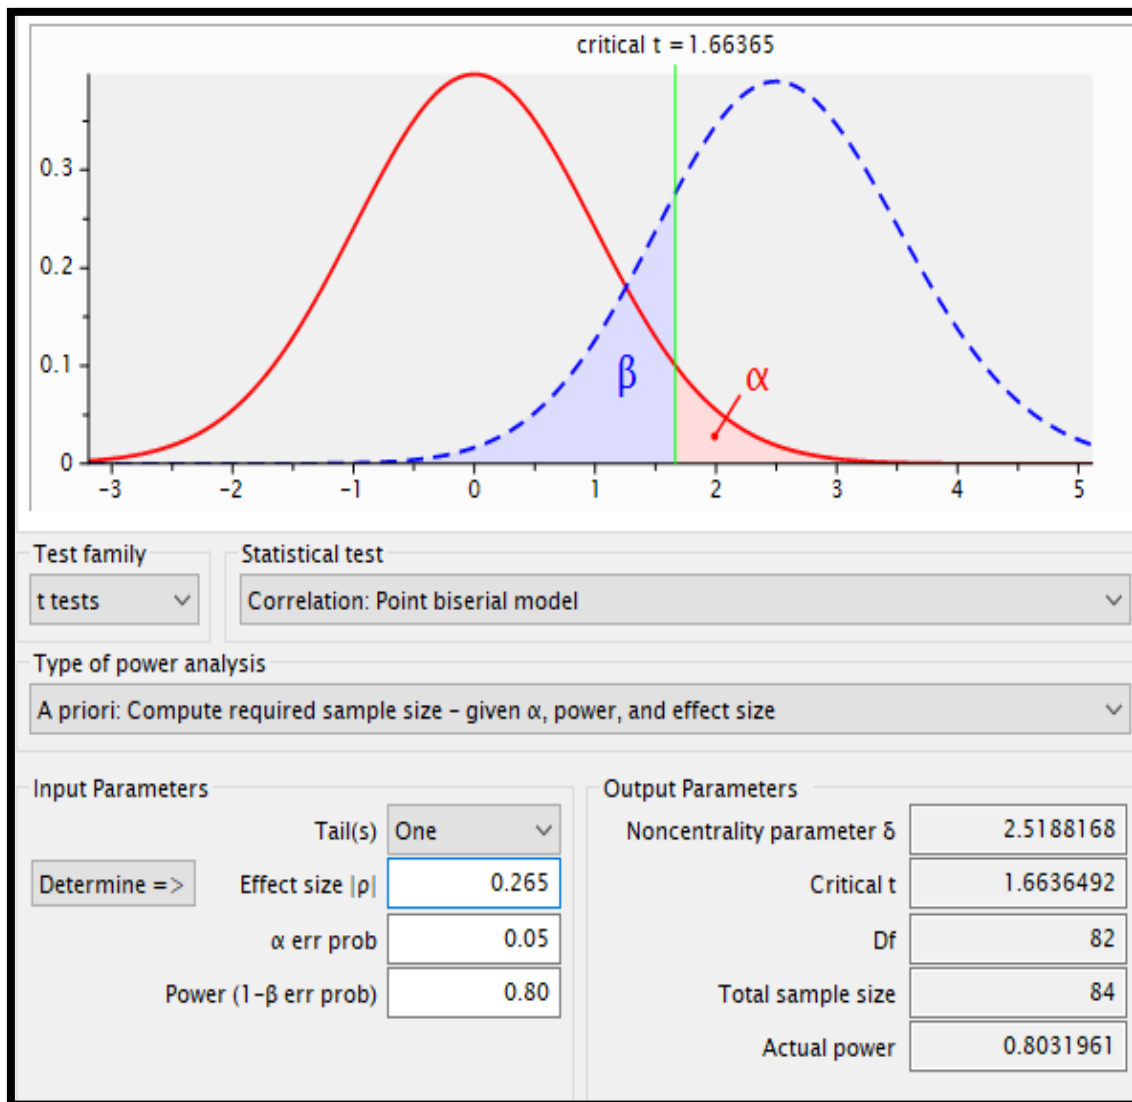 critical t = 1.66365
0.3
0.2
0.1
0
β
α
-3 -2 -1 0 1 2 3 4 5
Test family
Statistical test
t tests
Correlation: Point biserial model
Type of power analysis
A priori: Compute required sample size – given α, power, and effect size
Input Parameters
Tail(s) One
Determine => Effect size |ρ| 0.265
α err prob 0.05
Power (1–β err prob) 0.80
Output Parameters
Noncentrality parameter δ 2.5188168
Critical t 1.6636492
Df 82
Total sample size 84
Actual power 0.8031961